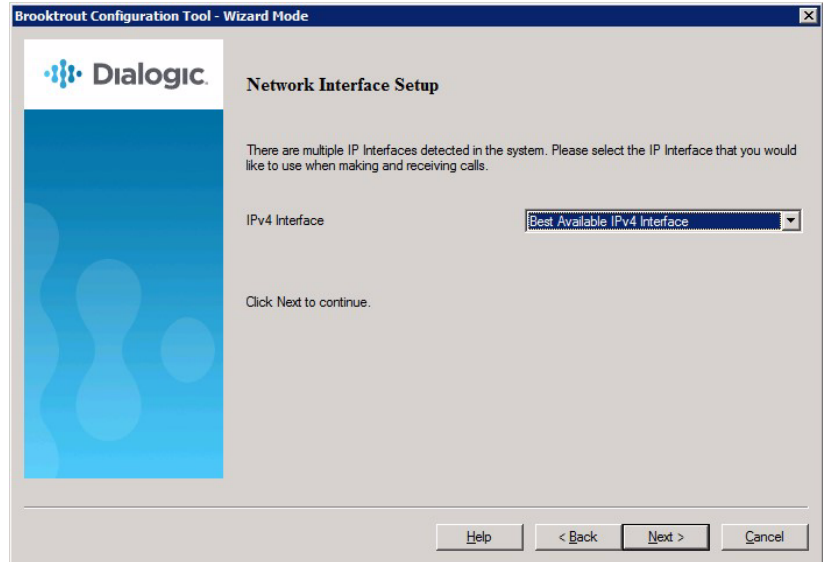 Brooktrout Configuration Tool - Wizard Mode
Dialogic.
Network Interface Setup
There are multiple IP Interfaces detected in the system. Please select the IP Interface that you would
like to use when making and receiving calls.
IPv4 Interface
Best Available IPv4 Interface
Click Next to continue.
Help
< Back
Next >
Cancel